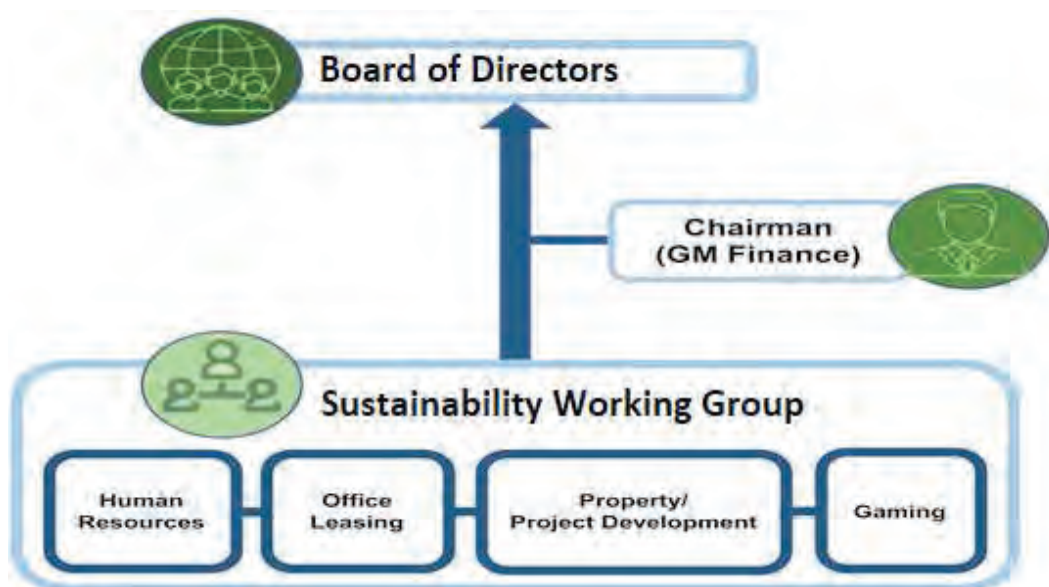 Board of Directors
Chairman
(GM Finance)
Sustainability Working Group
Human
Resources
Office
Leasing
Property/
Project Development
Gaming